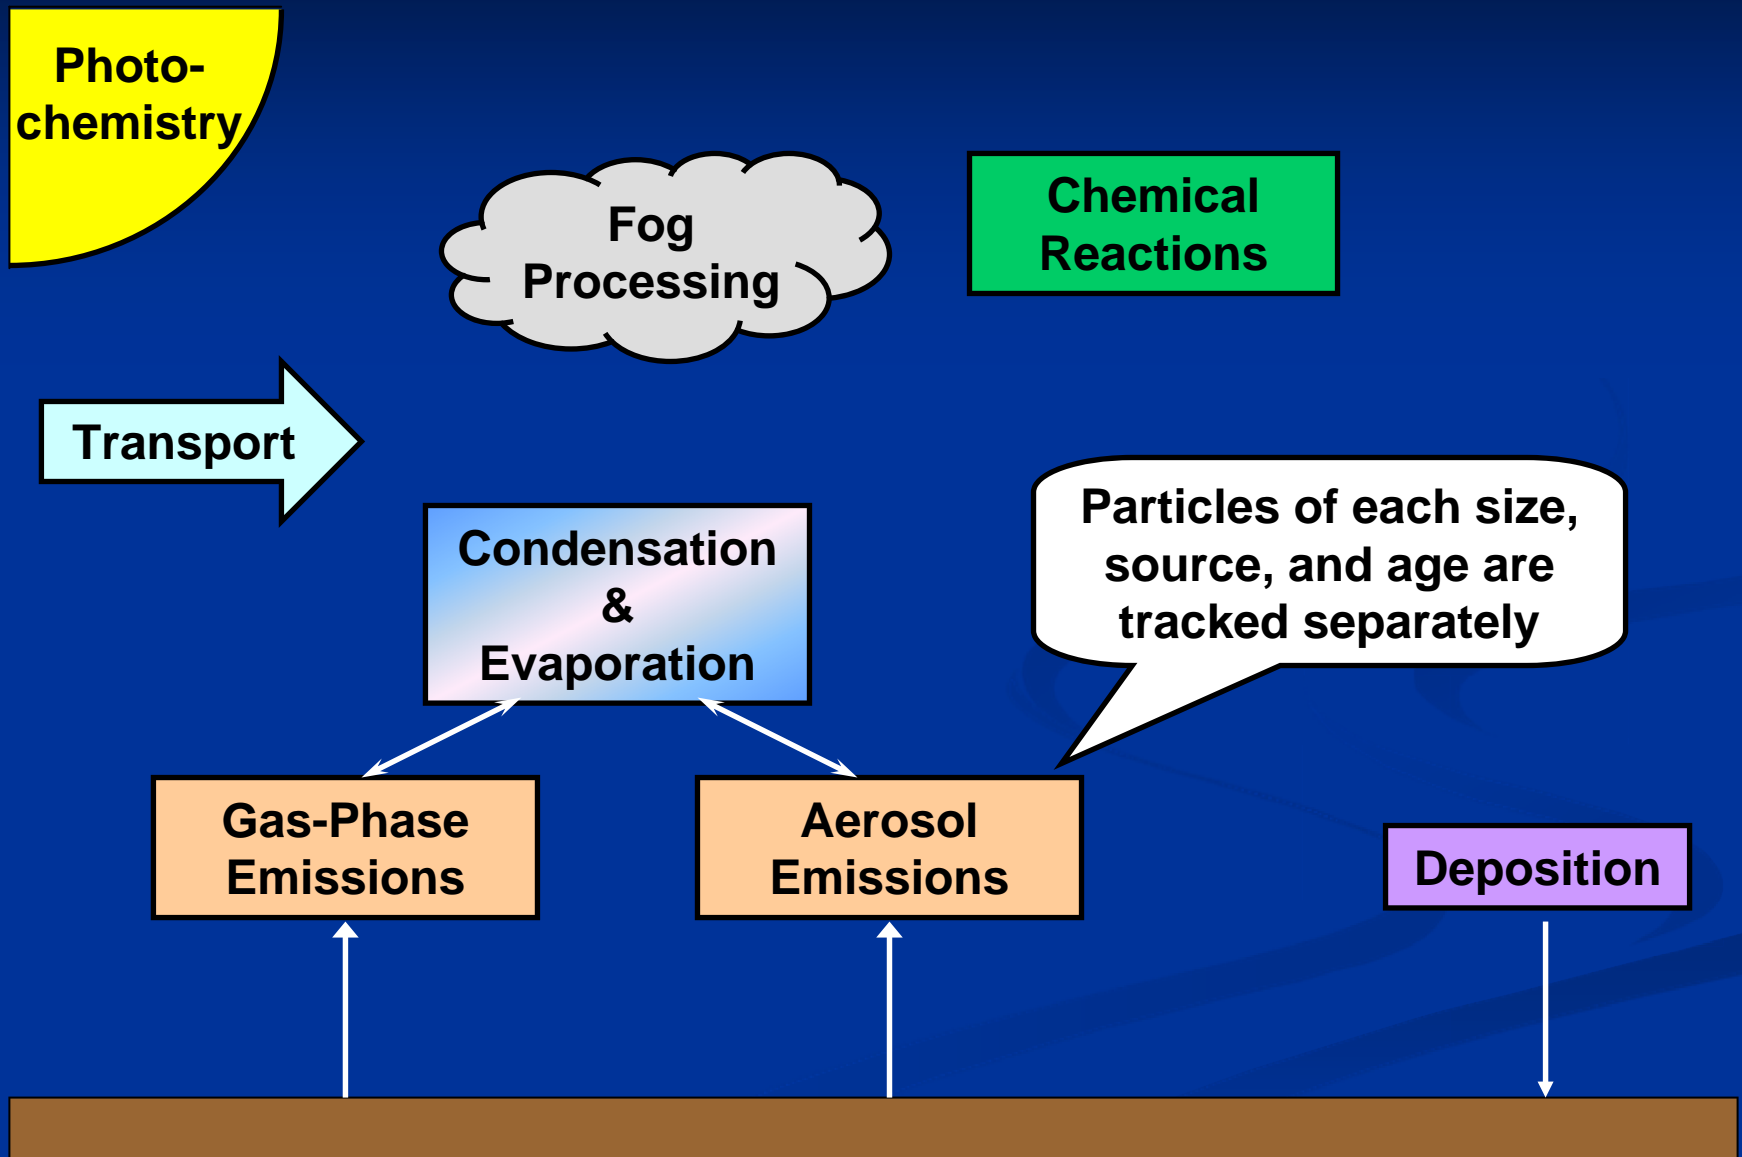 Photo-
chemistry
Fog
Processing
Chemical
Reactions
Transport
Condensation
&
Evaporation
Particles of each size,
source, and age are
tracked separately
Gas-Phase
Emissions
Aerosol
Emissions
Deposition